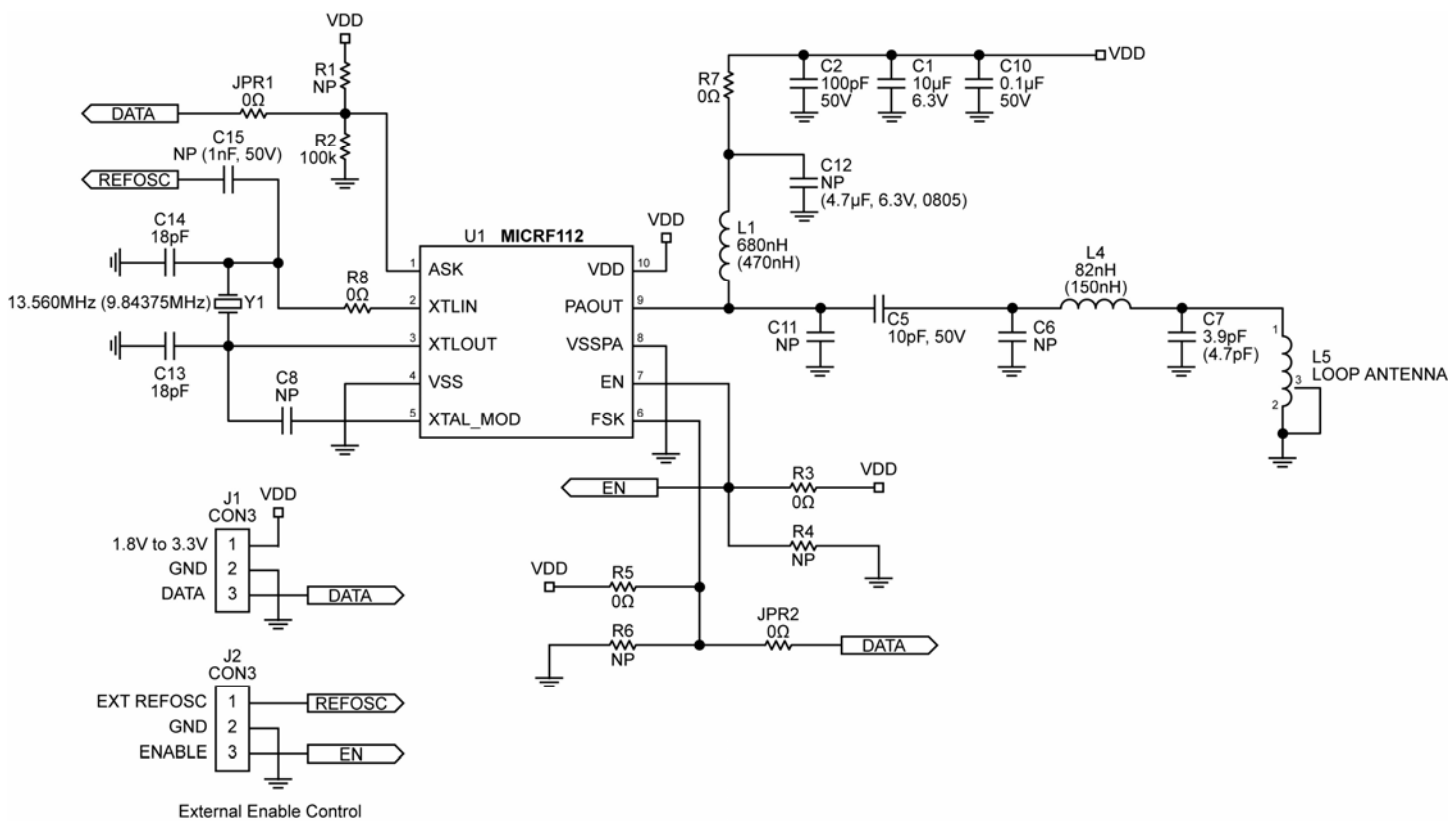 VDD
R1
NP
JPR1
0Ω
DATA
R2
100k
C15
NP (1nF, 50V)
REFOSC
C14
18pF
13.560MHz (9.84375MHz)
Y1
R8
0Ω
C13
18pF
C8
NP
U1 MICRF112
1 ASK
2 XTLIN
3 XTLOUT
4 VSS
5 XTAL_MOD
VDD 10
PAOUT 9
VSSPA 8
EN 7
FSK 6
VDD
R7
0Ω
C2
100pF
50V
C1
10µF
6.3V
C10
0.1µF
50V
VDD
C12
NP
(4.7µF, 6.3V, 0805)
L1
680nH
(470nH)
C11
NP
C5
10pF, 50V
C6
NP
L4
82nH
(150nH)
C7
3.9pF
(4.7pF)
1
3
2
L5
LOOP ANTENNA
EN
R3
0Ω
VDD
R4
NP
VDD
R5
0Ω
R6
NP
JPR2
0Ω
DATA
J1
CON3
VDD
1.8V to 3.3V 1
GND 2
DATA 3
DATA
J2
CON3
EXT REFOSC 1
REFOSC
GND 2
ENABLE 3
EN
External Enable Control